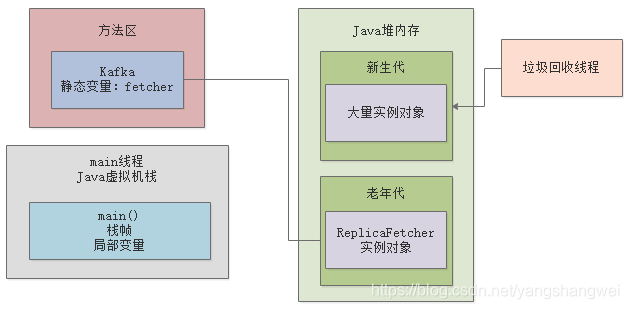 方法区
Kafka
静态变量：fetcher
main线程
Java虚拟机栈
main()
栈帧
局部变量
Java堆内存
新生代
大量实例对象
老年代
ReplicaFetcher
实例对象
垃圾回收线程
https://blog.csdn.net/yangshangwei